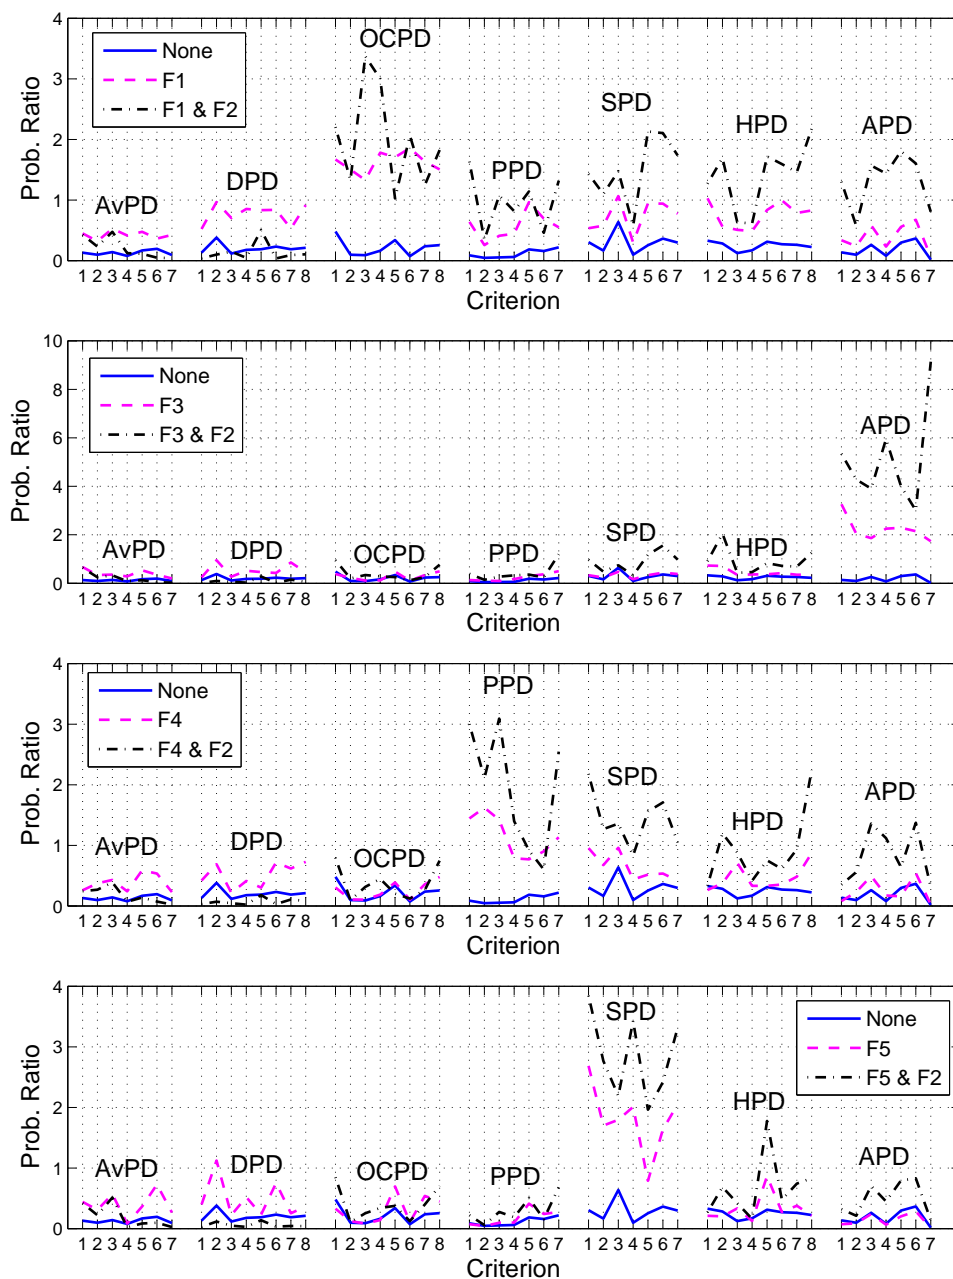 4
3
2
1
0
Prob. Ratio
None
F1
F1 & F2
AvPD
DPD
OCPD
PPD
SPD
HPD
APD
1 2 3 4 5 6 7 1 2 3 4 5 6 7 8 1 2 3 4 5 6 7 8 1 2 3 4 5 6 7 1 2 3 4 5 6 7 1 2 3 4 5 6 7 8 1 2 3 4 5 6 7
Criterion
10
8
6
4
2
0
Prob. Ratio
None
F3
F3 & F2
AvPD
DPD
OCPD
PPD
SPD
HPD
APD
1 2 3 4 5 6 7 1 2 3 4 5 6 7 8 1 2 3 4 5 6 7 8 1 2 3 4 5 6 7 1 2 3 4 5 6 7 1 2 3 4 5 6 7 8 1 2 3 4 5 6 7
Criterion
4
3
2
1
0
Prob. Ratio
None
F4
F4 & F2
AvPD
DPD
OCPD
PPD
SPD
HPD
APD
1 2 3 4 5 6 7 1 2 3 4 5 6 7 8 1 2 3 4 5 6 7 8 1 2 3 4 5 6 7 1 2 3 4 5 6 7 1 2 3 4 5 6 7 8 1 2 3 4 5 6 7
Criterion
4
3
2
1
0
Prob. Ratio
None
F5
F5 & F2
AvPD
DPD
OCPD
PPD
SPD
HPD
APD
1 2 3 4 5 6 7 1 2 3 4 5 6 7 8 1 2 3 4 5 6 7 8 1 2 3 4 5 6 7 1 2 3 4 5 6 7 1 2 3 4 5 6 7 8 1 2 3 4 5 6 7
Criterion